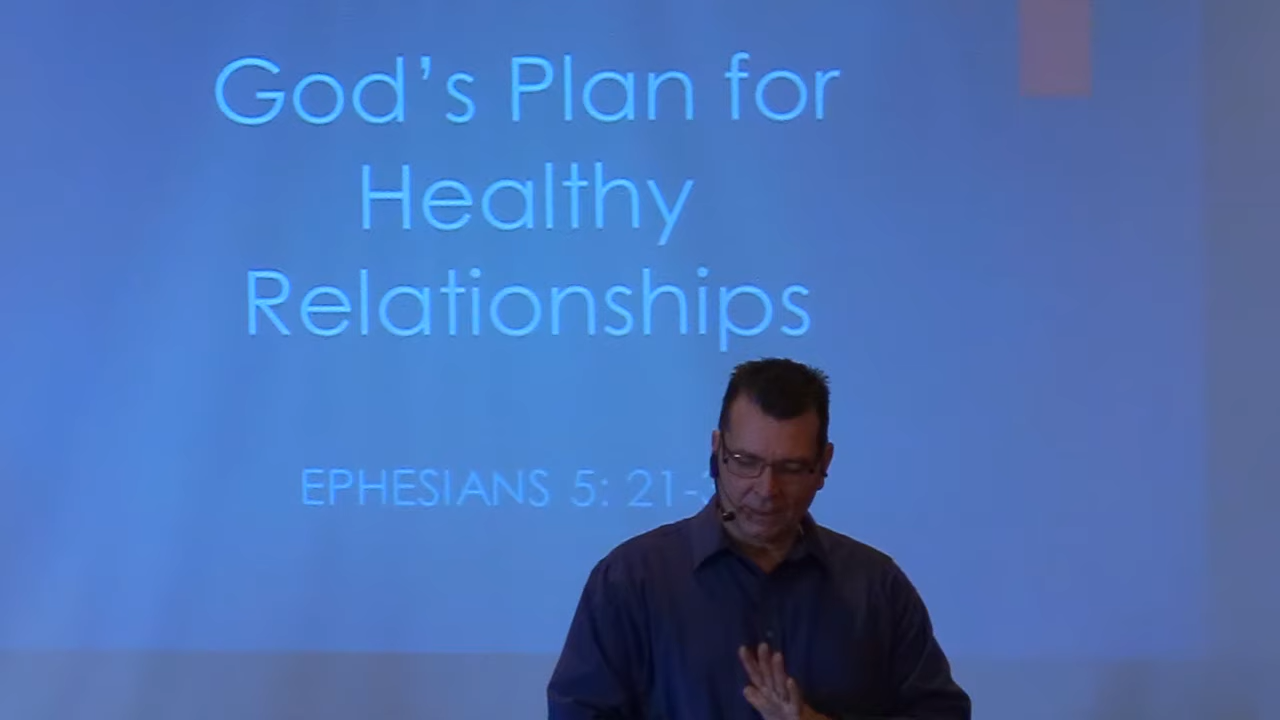 God’s Plan for
Healthy
Relationships
EPHESIANS 5: 21-